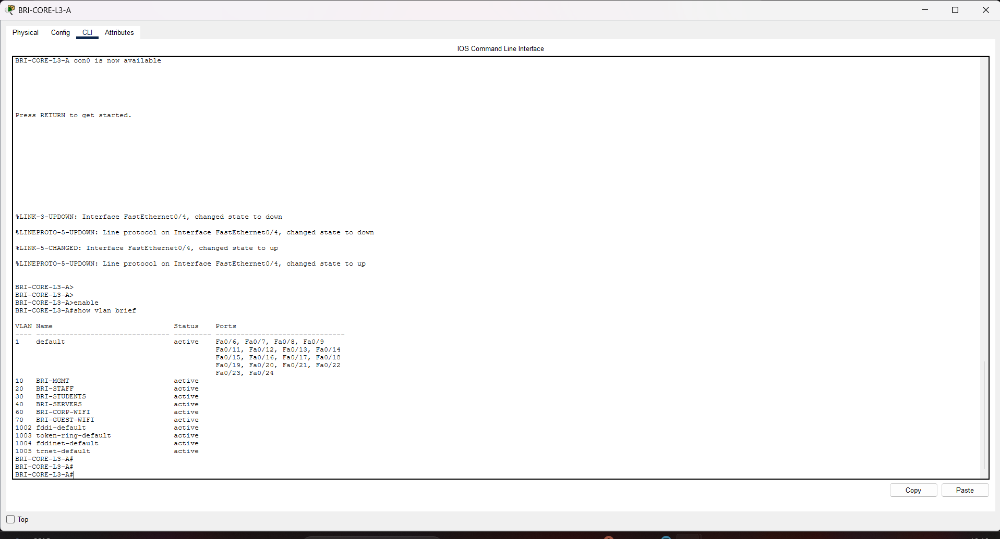 BRI-CORE-L3-A
Physical Config CLI Attributes
IOS Command Line Interface
BRI-CORE-L3-A con0 is now available
Press RETURN to get started.
%LINK-3-UPDOWN: Interface FastEthernet0/4, changed state to down
%LINEPROTO-5-UPDOWN: Line protocol on Interface FastEthernet0/4, changed state to down
%LINK-5-CHANGED: Interface FastEthernet0/4, changed state to up
%LINEPROTO-5-UPDOWN: Line protocol on Interface FastEthernet0/4, changed state to up
BRI-CORE-L3-A>
BRI-CORE-L3-A>
BRI-CORE-L3-A>enable
BRI-CORE-L3-A#show vlan brief
VLAN Name                             Status    Ports
---- -------------------------------- --------- -------------------------------
1    default                          active    Fa0/6, Fa0/7, Fa0/8, Fa0/9
                                                Fa0/11, Fa0/12, Fa0/13, Fa0/14
                                                Fa0/15, Fa0/16, Fa0/17, Fa0/18
                                                Fa0/19, Fa0/20, Fa0/21, Fa0/22
                                                Fa0/23, Fa0/24
10   BRI-MGMT                         active
20   BRI-STAFF                        active
30   BRI-STUDENTS                     active
40   BRI-SERVERS                      active
60   BRI-CORP-WIFI                    active
70   BRI-GUEST-WIFI                   active
1002 fddi-default                     active
1003 token-ring-default               active
1004 fddinet-default                  active
1005 trnet-default                    active
BRI-CORE-L3-A#
BRI-CORE-L3-A#
BRI-CORE-L3-A#
Copy Paste
Top